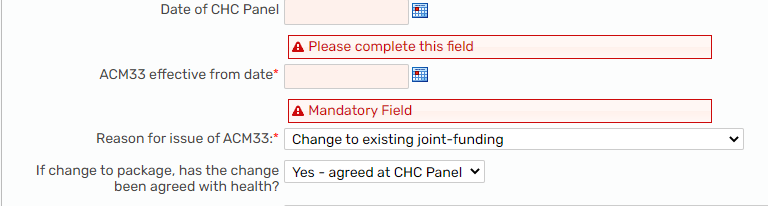 Date of CHC Panel
Please complete this field
ACM33 effective from date*
Mandatory Field
Reason for issue of ACM33:* Change to existing joint-funding
If change to package, has the change Yes - agreed at CHC Panel
been agreed with health?